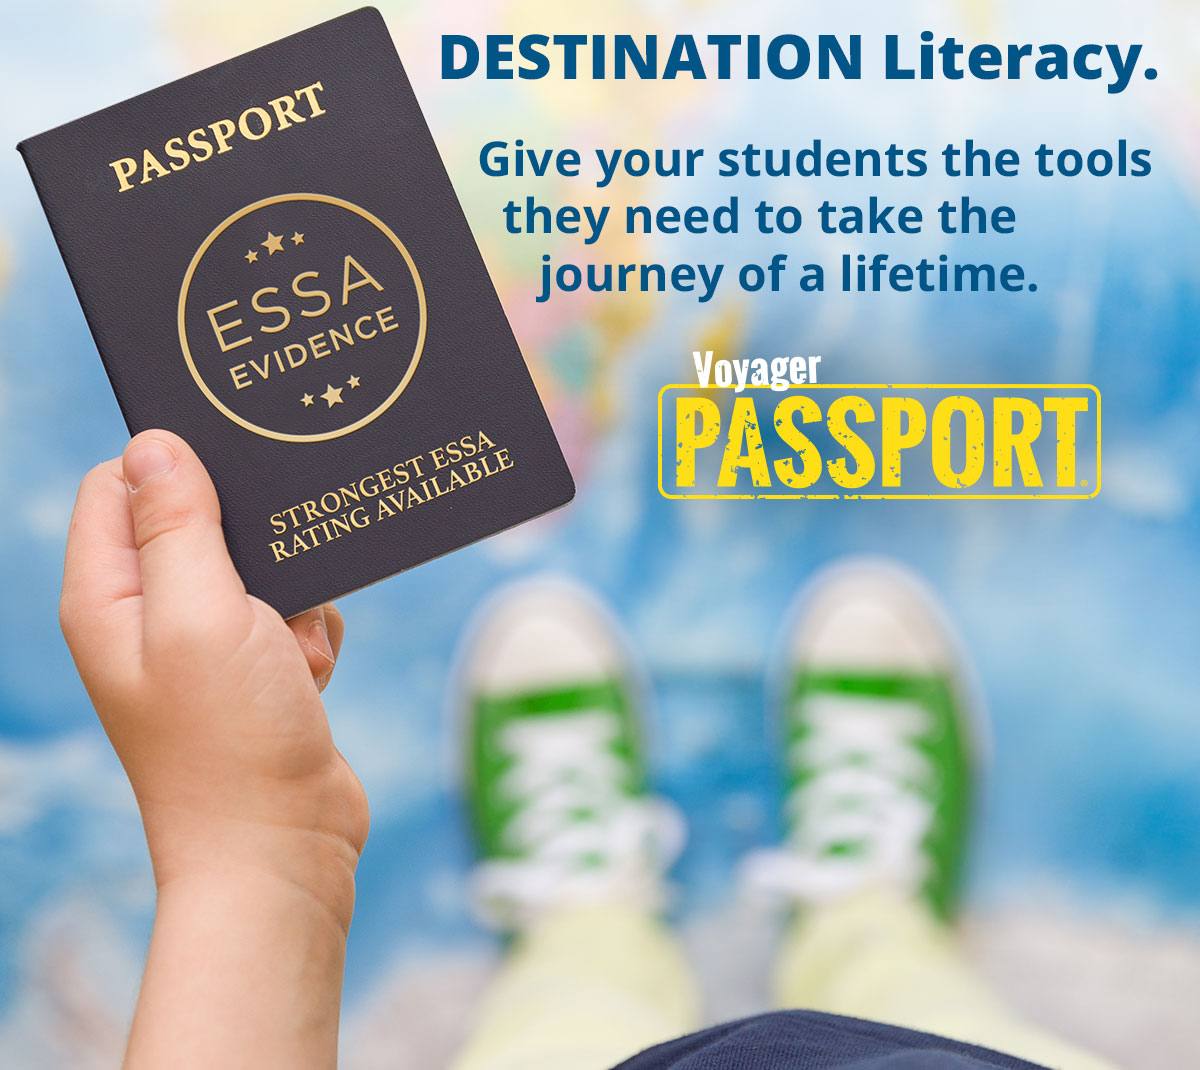 DESTINATION Literacy.
Give your students the tools
they need to take the
journey of a lifetime.
PASSPORT
ESSA
EVIDENCE
STRONGEST ESSA
RATING AVAILABLE
Voyager
PASSPORT®